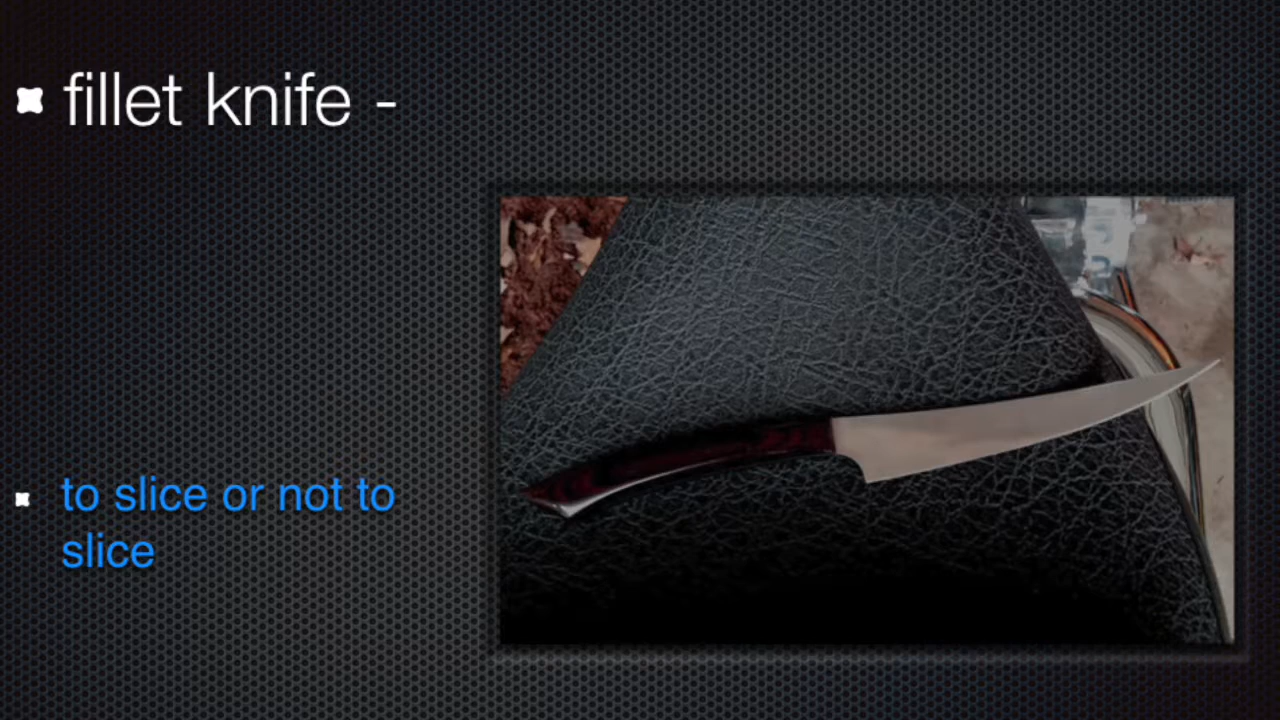 fillet knife -
to slice or not to
slice